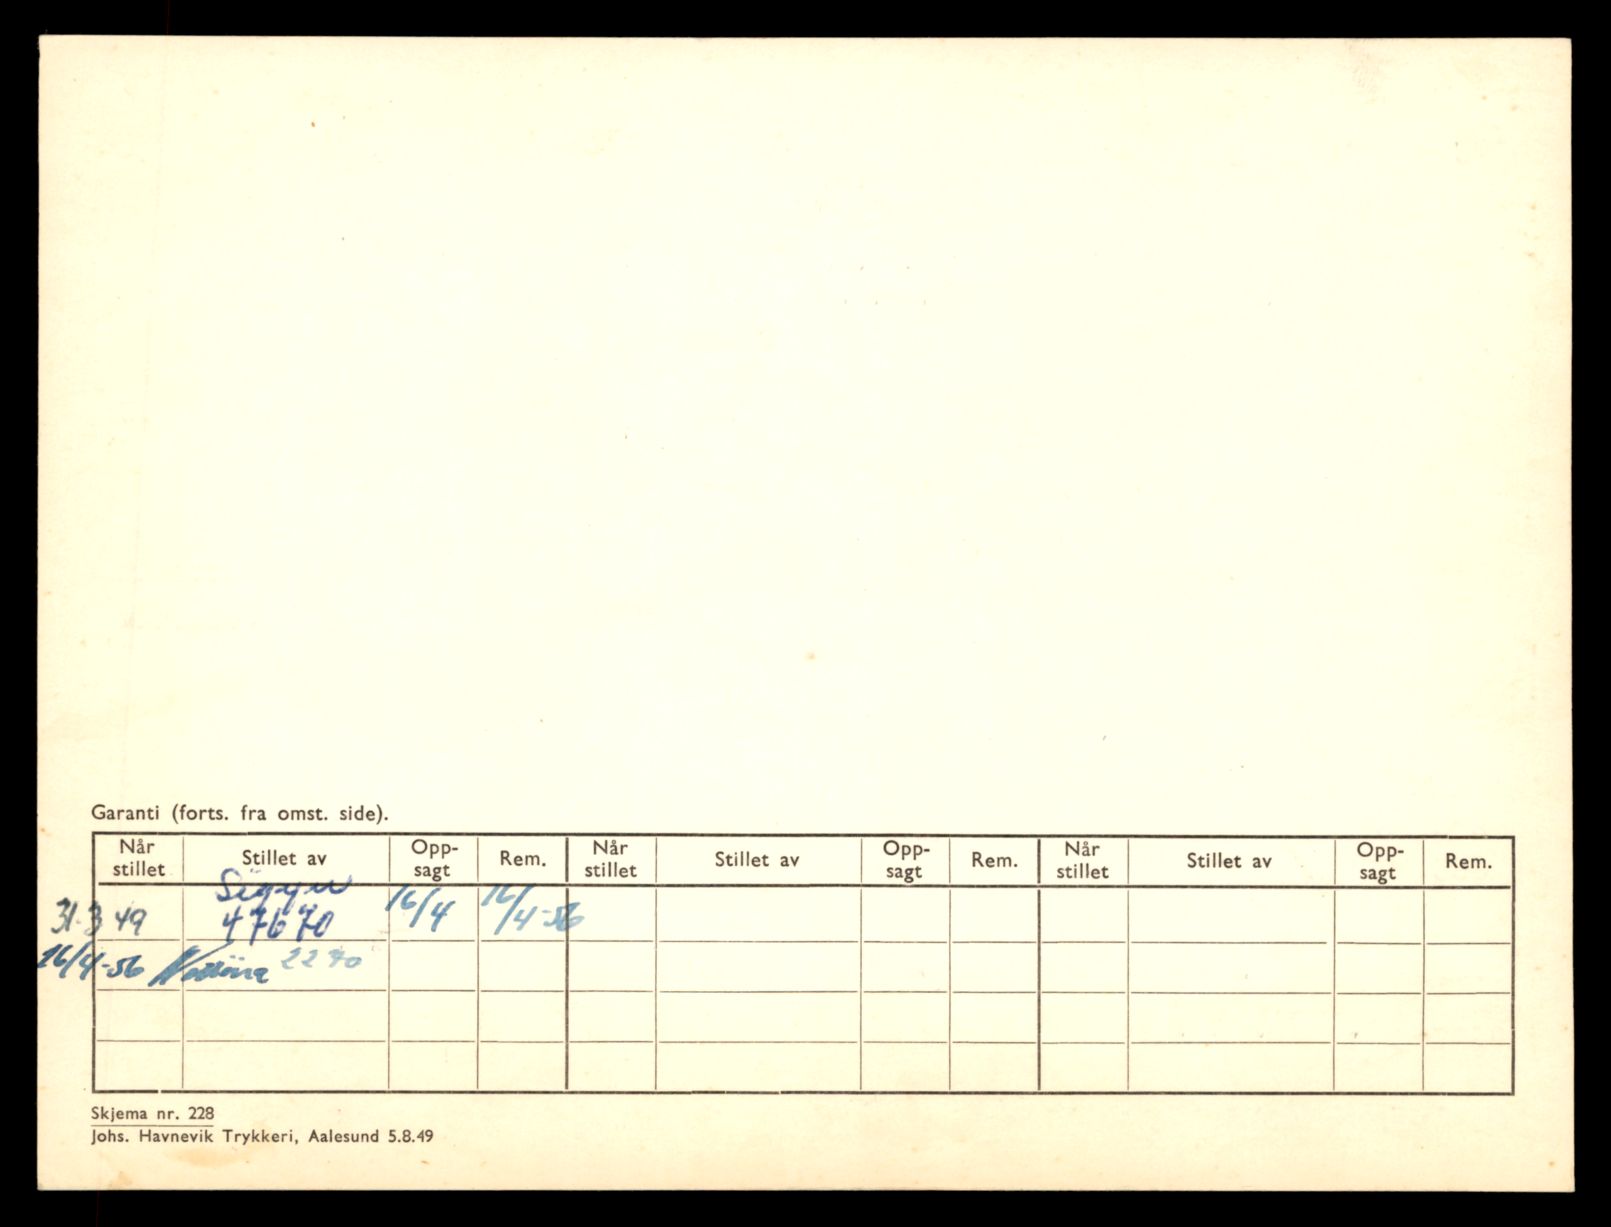 Garanti (forts. fra omst. side).
Når stillet Stillet av Opp-sagt Rem. Når stillet Stillet av Opp-sagt Rem. Når stillet Stillet av Opp-sagt Rem.
Sigyn
31-3 49 47670 16/4 16/4-56
16/4-56 2270
Skjema nr. 228
Johs. Havnevik Trykkeri, Aalesund 5.8.49